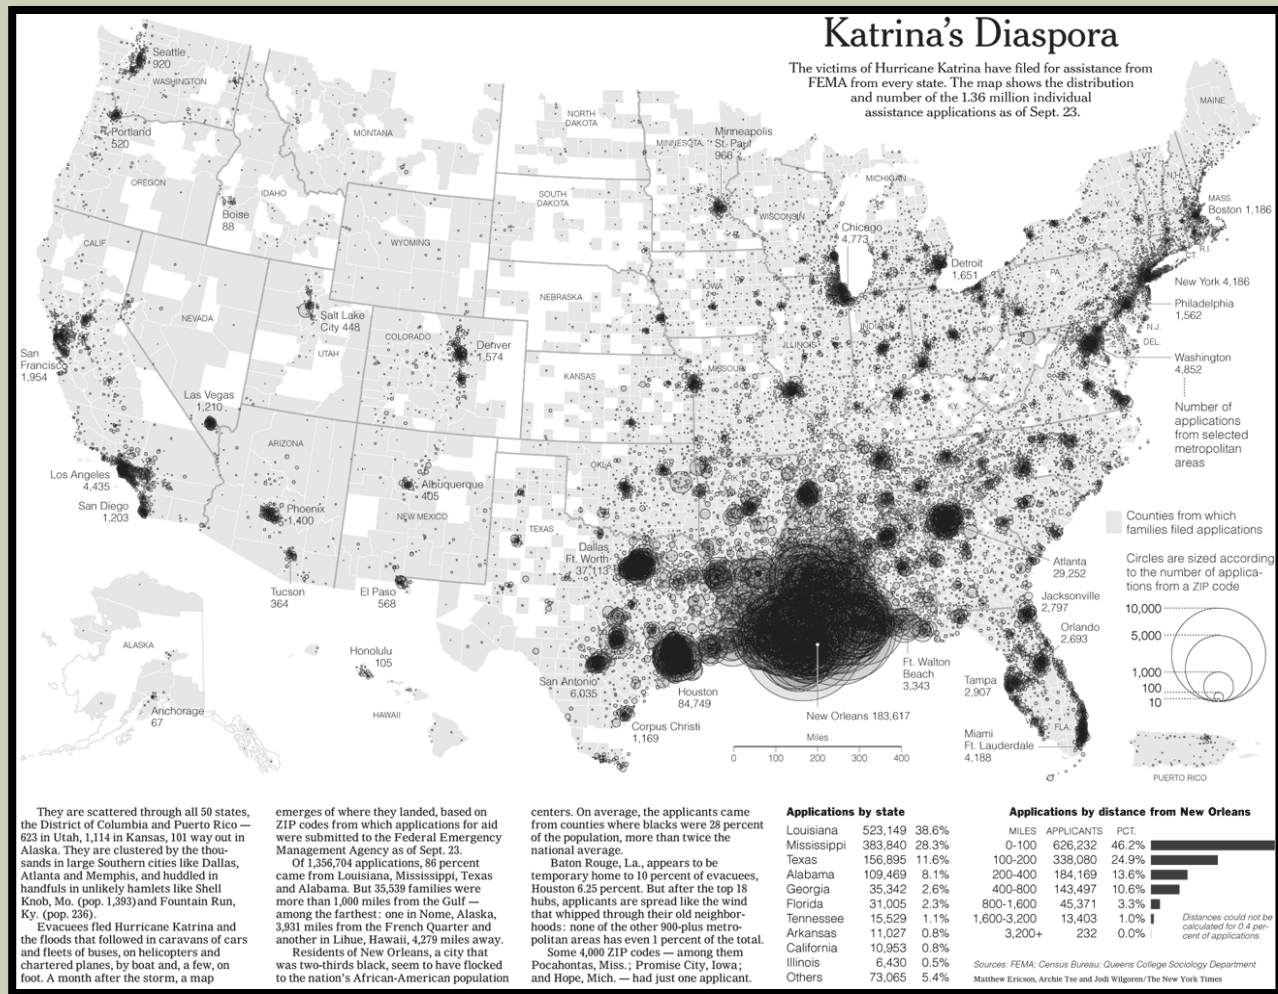 Katrina's Diaspora
The victims of Hurricane Katrina have filed for assistance from
FEMA from every state. The map shows the distribution
and number of the 1.36 million individual
assistance applications as of Sept. 23.
Seattle
920
WASHINGTON
Portland
520
OREGON
IDAHO
Boise
88
MONTANA
NORTH
DAKOTA
MINNESOTA
Minneapolis
St. Paul
966
SOUTH
DAKOTA
WISCONSIN
MICHIGAN
MAINE
VT.
N.H.
MASS.
Boston 1,186
R.I.
CT.
N.Y.
CALIF.
NEVADA
WYOMING
Salt Lake
City 448
UTAH
COLORADO
Denver
1,574
NEBRASKA
KANSAS
IOWA
Chicago
4,773
Detroit
1,651
PA.
New York 4,186
Philadelphia
1,562
N.J.
DEL.
Washington
4,852
Number of
applications
from selected
metropolitan
areas
INDIANA
OHIO
ILLINOIS
MISSOURI
W. VA.
KY.
San
Francisco
1,954
Las Vegas
1,210
Los Angeles
4,435
San Diego
1,203
ARIZONA
Phoenix
1,400
Tucson
364
Albuquerque
405
NEW MEXICO
El Paso
568
OKLA.
TEXAS
ARK.
N.C.
GA.
FLA.
Dallas
Ft. Worth
37,113
San Antonio
6,035
Houston
84,749
Corpus Christi
1,169
New Orleans 183,617
Ft. Walton
Beach
3,343
Atlanta
29,252
Jacksonville
2,797
Orlando
2,693
Tampa
2,907
Miami
Ft. Lauderdale
4,188
ALASKA
Anchorage
67
Honolulu
105
HAWAII
PUERTO RICO
Miles
0 100 200 300 400
Counties from which
families filed applications
Circles are sized according
to the number of applica-
tions from a ZIP code
10,000
5,000
1,000
100
10
They are scattered through all 50 states,
the District of Columbia and Puerto Rico —
623 in Utah, 1,114 in Kansas, 101 way out in
Alaska. They are clustered by the thou-
sands in large Southern cities like Dallas,
Atlanta and Memphis, and huddled in
handfuls in unlikely hamlets like Shell
Knob, Mo. (pop. 1,393) and Fountain Run,
Ky. (pop. 236).
Evacuees fled Hurricane Katrina and
the floods that followed in caravans of cars
and fleets of buses, on helicopters and
chartered planes, by boat and, a few, on
foot. A month after the storm, a map
emerges of where they landed, based on
ZIP codes from which applications for aid
were submitted to the Federal Emergency
Management Agency as of Sept. 23.
Of 1,356,704 applications, 86 percent
came from Louisiana, Mississippi, Texas
and Alabama. But 35,539 families were
more than 1,000 miles from the Gulf —
among the farthest: one in Nome, Alaska,
3,931 miles from the French Quarter and
another in Lihue, Hawaii, 4,279 miles away.
Residents of New Orleans, a city that
was two-thirds black, seem to have flocked
to the nation's African-American population
centers. On average, the applicants came
from counties where blacks were 28 percent
of the population, more than twice the
national average.
Baton Rouge, La., appears to be
temporary home to 10 percent of evacuees,
Houston 6.25 percent. But after the top 18
hubs, applicants are spread like the wind
that whipped through their old neighbor-
hoods: none of the other 900-plus metro-
politan areas has even 1 percent of the total.
Some 4,000 ZIP codes — among them
Pocahontas, Miss.; Promise City, Iowa;
and Hope, Mich. — had just one applicant.
Applications by state
Louisiana 523,149 38.6%
Mississippi 383,840 28.3%
Texas 156,895 11.6%
Alabama 109,469 8.1%
Georgia 35,342 2.6%
Florida 31,005 2.3%
Tennessee 15,529 1.1%
Arkansas 11,027 0.8%
California 10,953 0.8%
Illinois 6,430 0.5%
Others 73,065 5.4%
Applications by distance from New Orleans
MILES APPLICANTS PCT.
0-100 626,232 46.2%
100-200 338,080 24.9%
200-400 184,169 13.6%
400-800 143,497 10.6%
800-1,600 45,371 3.3%
1,600-3,200 13,403 1.0%
3,200+ 232 0.0%
Distances could not be
calculated for 0.4 per-
cent of applications.
Sources: FEMA; Census Bureau; Queens College Sociology Department
Matthew Ericson, Archie Tse and Jodi Wilgoren/The New York Times